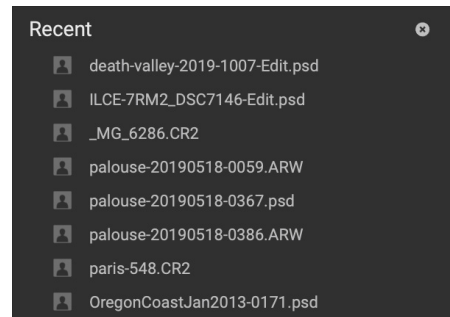 Recent
death-valley-2019-1007-Edit.psd
ILCE-7RM2_DSC7146-Edit.psd
_MG_6286.CR2
palouse-20190518-0059.ARW
palouse-20190518-0367.psd
palouse-20190518-0386.ARW
paris-548.CR2
OregonCoastJan2013-0171.psd